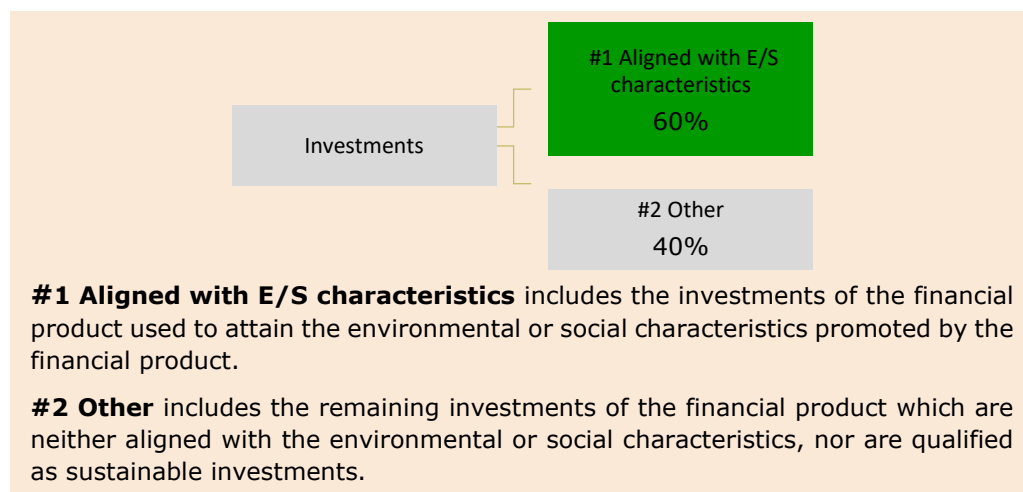 #1 Aligned with E/S
characteristics
60%
Investments
#2 Other
40%
#1 Aligned with E/S characteristics includes the investments of the financial
product used to attain the environmental or social characteristics promoted by the
financial product.
#2 Other includes the remaining investments of the financial product which are
neither aligned with the environmental or social characteristics, nor are qualified
as sustainable investments.